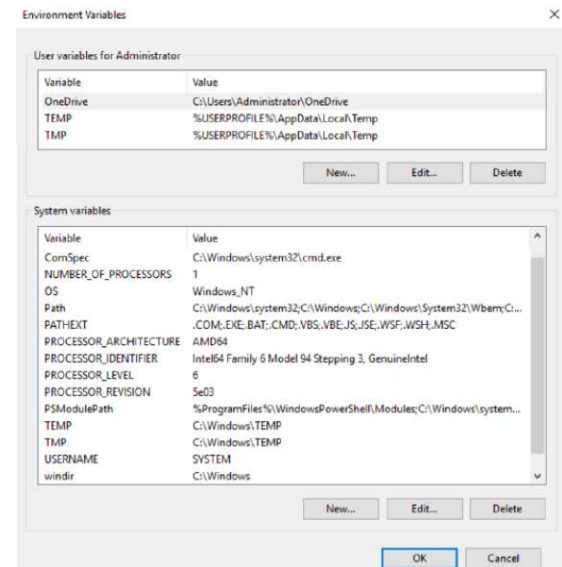 Environment Variables
User variables for Administrator
Variable Value
OneDrive C:\Users\Administrator\OneDrive
TEMP %USERPROFILE%\AppData\Local\Temp
TMP %USERPROFILE%\AppData\Local\Temp
New... Edit... Delete
System variables
Variable Value
ComSpec C:\Windows\system32\cmd.exe
NUMBER_OF_PROCESSORS 1
OS Windows_NT
Path C:\Windows\system32;C:\Windows;C:\Windows\System32\Wbem;C:...
PATHEXT .COM;.EXE;.BAT;.CMD;.VBS;.VBE;.JS;.JSE;.WSF;.WSH;.MSC
PROCESSOR_ARCHITECTURE AMD64
PROCESSOR_IDENTIFIER Intel64 Family 6 Model 94 Stepping 3, GenuineIntel
PROCESSOR_LEVEL 6
PROCESSOR_REVISION 5e03
PSModulePath %ProgramFiles%\WindowsPowerShell\Modules;C:\Windows\system...
TEMP C:\Windows\TEMP
TMP C:\Windows\TEMP
USERNAME SYSTEM
windir C:\Windows
New... Edit... Delete
OK Cancel